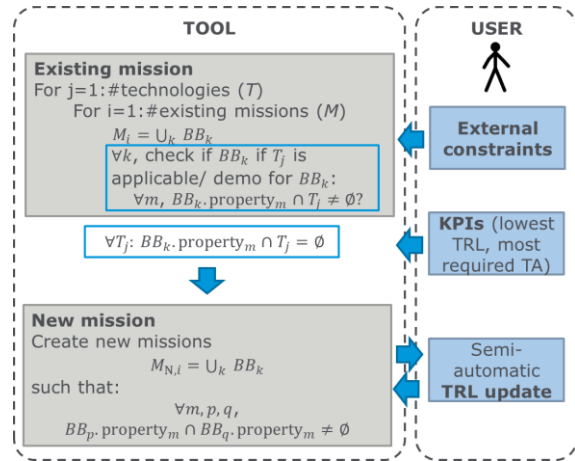 TOOL
Existing mission
For j=1:#technologies (T)
For i=1:#existing missions (M)
M_i = ∪_k BB_k
∀k, check if BB_k if T_j is
applicable/ demo for BB_k:
∀m, BB_k.property_m ∩ T_j ≠ ∅?
∀T_j: BB_k.property_m ∩ T_j = ∅
New mission
Create new missions
M_N,i = ∪_k BB_k
such that:
∀m, p, q,
BB_p.property_m ∩ BB_q.property_m ≠ ∅
USER
External
constraints
KPIs (lowest
TRL, most
required TA)
Semi-
automatic
TRL update